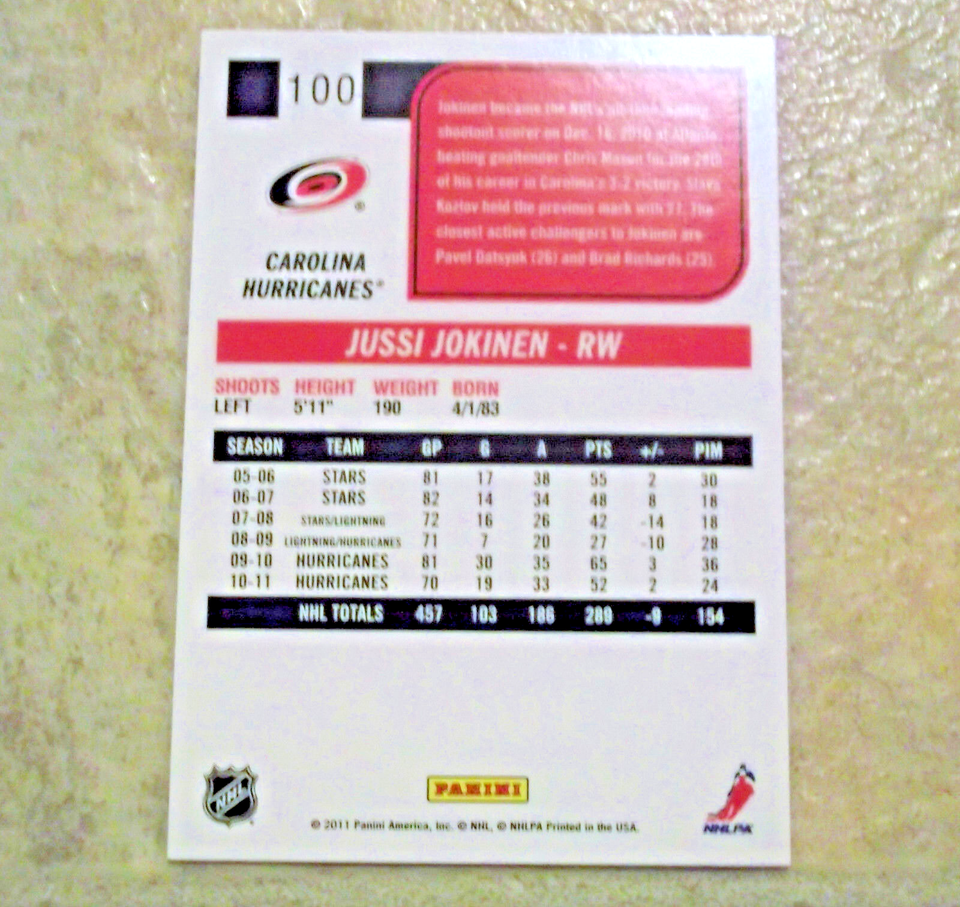 100
Jokinen became the NHL's all-time leading
shootout scorer on Dec. 16, 2010 at Atlanta
beating goaltender Chris Mason for the 28th
of his career in Carolina's 3-2 victory. Slava
Kozlov held the previous mark with 27. The
closest active challengers to Jokinen are
Pavel Datsyuk (26) and Brad Richards (25).
CAROLINA
HURRICANES®
JUSSI JOKINEN - RW
SHOOTS HEIGHT WEIGHT BORN
LEFT 5'11" 190 4/1/83
SEASON TEAM GP G A PTS +/- PIM
05-06 STARS 81 17 38 55 2 30
06-07 STARS 82 14 34 48 8 18
07-08 STARS/LIGHTNING 72 16 26 42 -14 18
08-09 LIGHTNING/HURRICANES 71 7 20 27 -10 28
09-10 HURRICANES 81 30 35 65 3 36
10-11 HURRICANES 70 19 33 52 2 24
NHL TOTALS 457 103 186 289 -9 154
NHL
PANINI
NHLPA
© 2011 Panini America, Inc. © NHL, © NHLPA Printed in the USA.